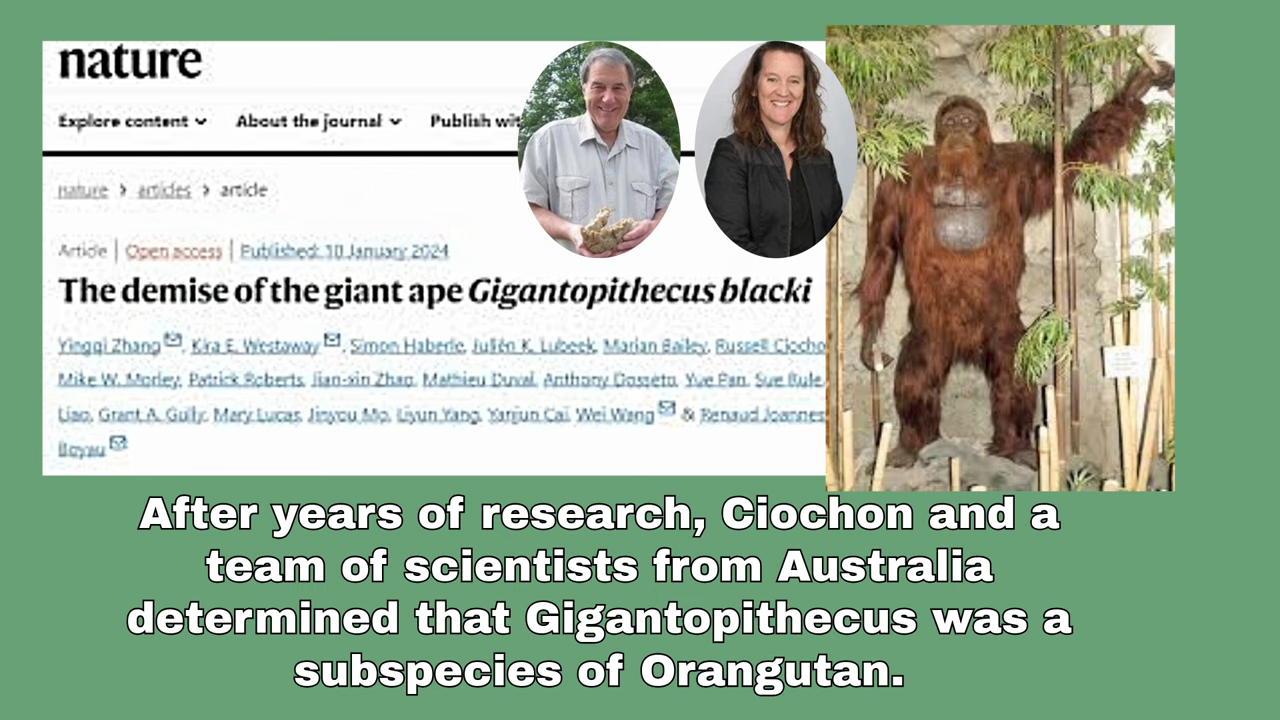 nature
Explore content
About the journal
Publish wit
nature > articles > article
Article | Open access | Published: 10 January 2024
The demise of the giant ape Gigantopithecus blacki
Yingqi Zhang, Kira E. Westaway, Simon Haberle, Juliën K. Lubeek, Marian Bailey, Russell Ciocho
Mike W. Morley, Patrick Roberts, Jian-xin Zhao, Mathieu Duval, Anthony Dosseto, Yue Pan, Sue Rule,
Liao, Grant A. Gully, Mary Lucas, Jinyou Mo, Liyun Yang, Yanjun Cai, Wei Wang & Renaud Joannes
Boyau
After years of research, Ciochon and a
team of scientists from Australia
determined that Gigantopithecus was a
subspecies of Orangutan.